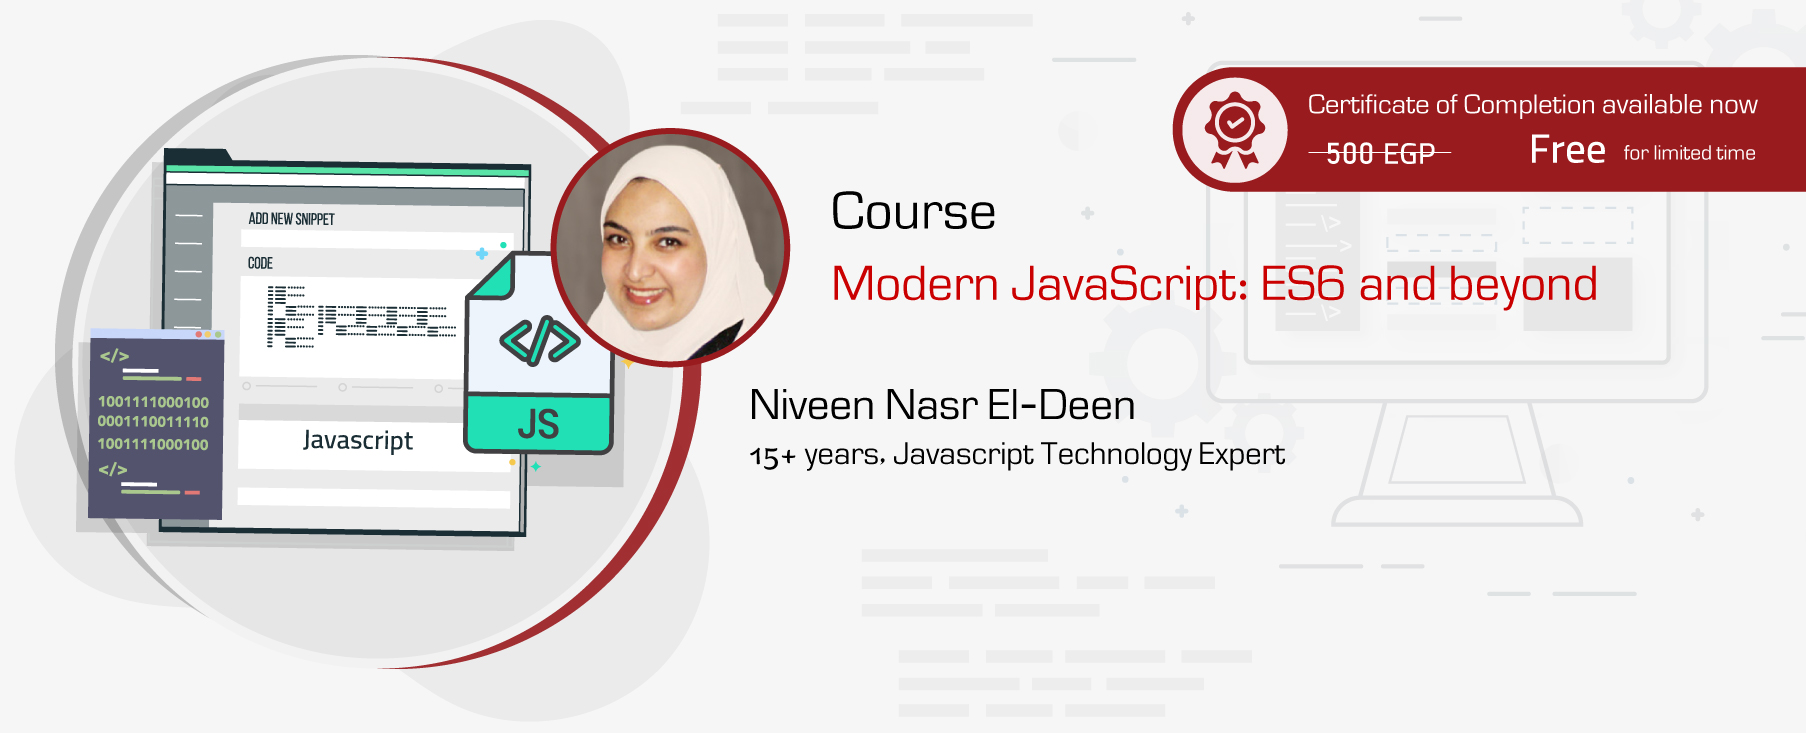 Certificate of Completion available now
500 EGP Free for limited time
Course
Modern JavaScript: ES6 and beyond
Niveen Nasr El-Deen
15+ years, Javascript Technology Expert
ADD NEW SNIPPET
CODE
</>
JS
Javascript
</>
1001111000100
0001110011110
1001111000100
</>
</>
/>
/>